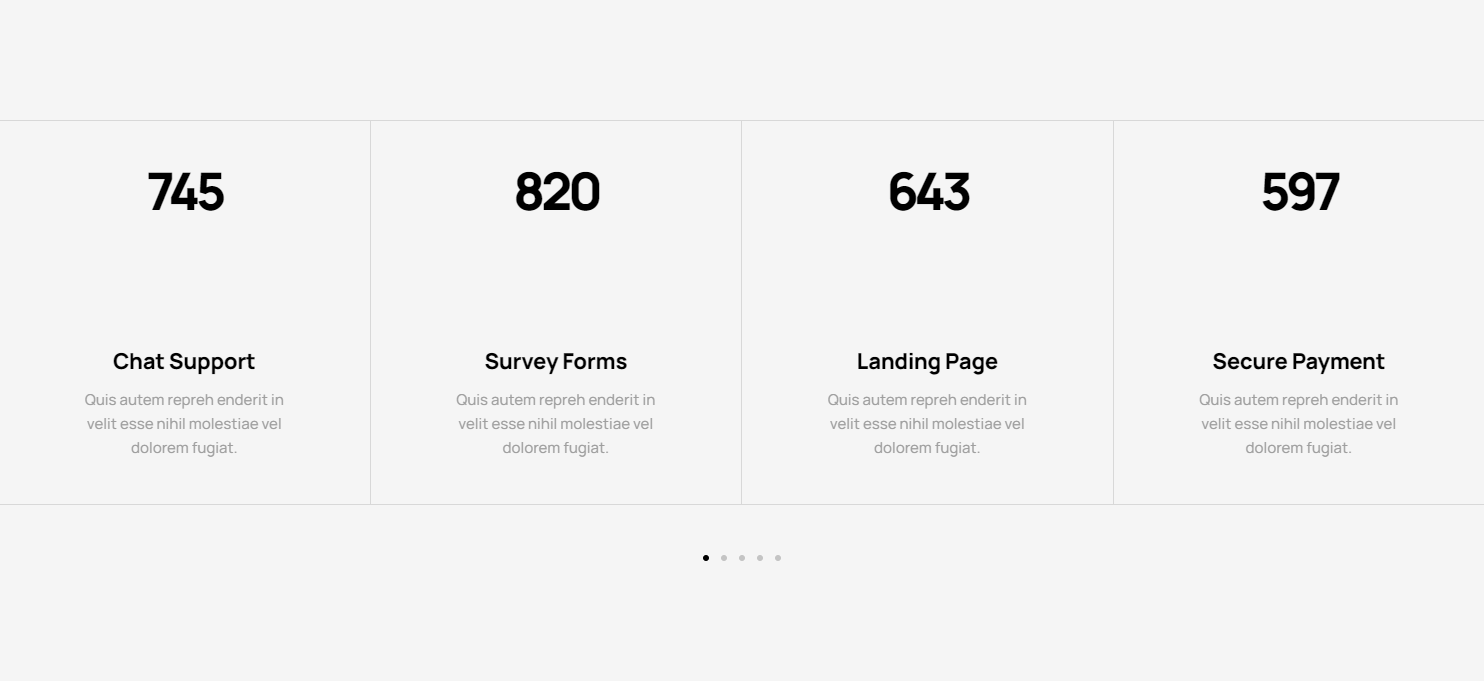 745
820
643
597
Chat Support
Quis autem repreh enderit in
velit esse nihil molestiae vel
dolorem fugiat.
Survey Forms
Quis autem repreh enderit in
velit esse nihil molestiae vel
dolorem fugiat.
Landing Page
Quis autem repreh enderit in
velit esse nihil molestiae vel
dolorem fugiat.
Secure Payment
Quis autem repreh enderit in
velit esse nihil molestiae vel
dolorem fugiat.